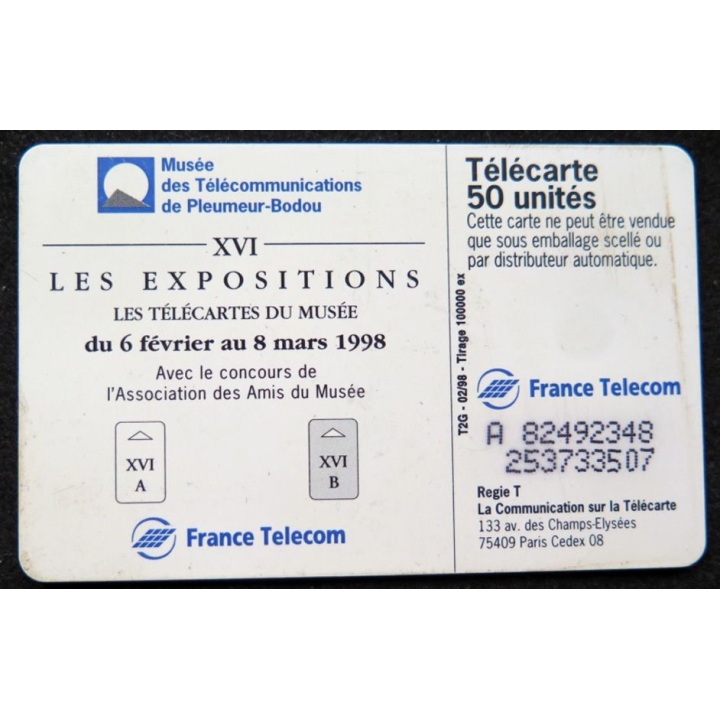 Musée
des Télécommunications
de Pleumeur-Bodou
XVI
LES EXPOSITIONS
LES TÉLÉCARTES DU MUSÉE
du 6 février au 8 mars 1998
Avec le concours de
l'Association des Amis du Musée
XVI
A
XVI
B
France Telecom
T2G - 02/98 - Tirage 100000 ex
Télécarte
50 unités
Cette carte ne peut être vendue
que sous emballage scellé ou
par distributeur automatique.
France Telecom
A 82492348
253733507
Regie T
La Communication sur la Télécarte
133 av. des Champs-Elysées
75409 Paris Cedex 08